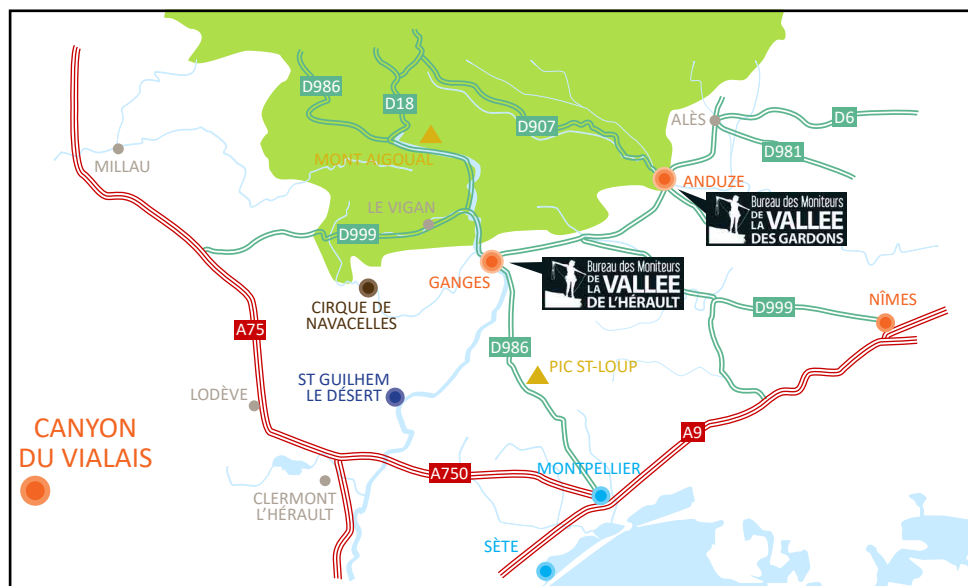 D986
D18
D907
D6
ALÈS
D981
MILLAU
MONT-AIGOUAL
ANDUZE
Bureau des Moniteurs
DE LA VALLEE
DES GARDONS
LE VIGAN
D999
GANGES
Bureau des Moniteurs
DE LA VALLEE
DE L'HÉRAULT
CIRQUE DE
NAVACELLES
NÎMES
D999
A75
D986
PIC ST-LOUP
ST GUILHEM
LE DÉSERT
LODÈVE
A9
CANYON
DU VIALAIS
A750
MONTPELLIER
CLERMONT
L'HÉRAULT
SÈTE